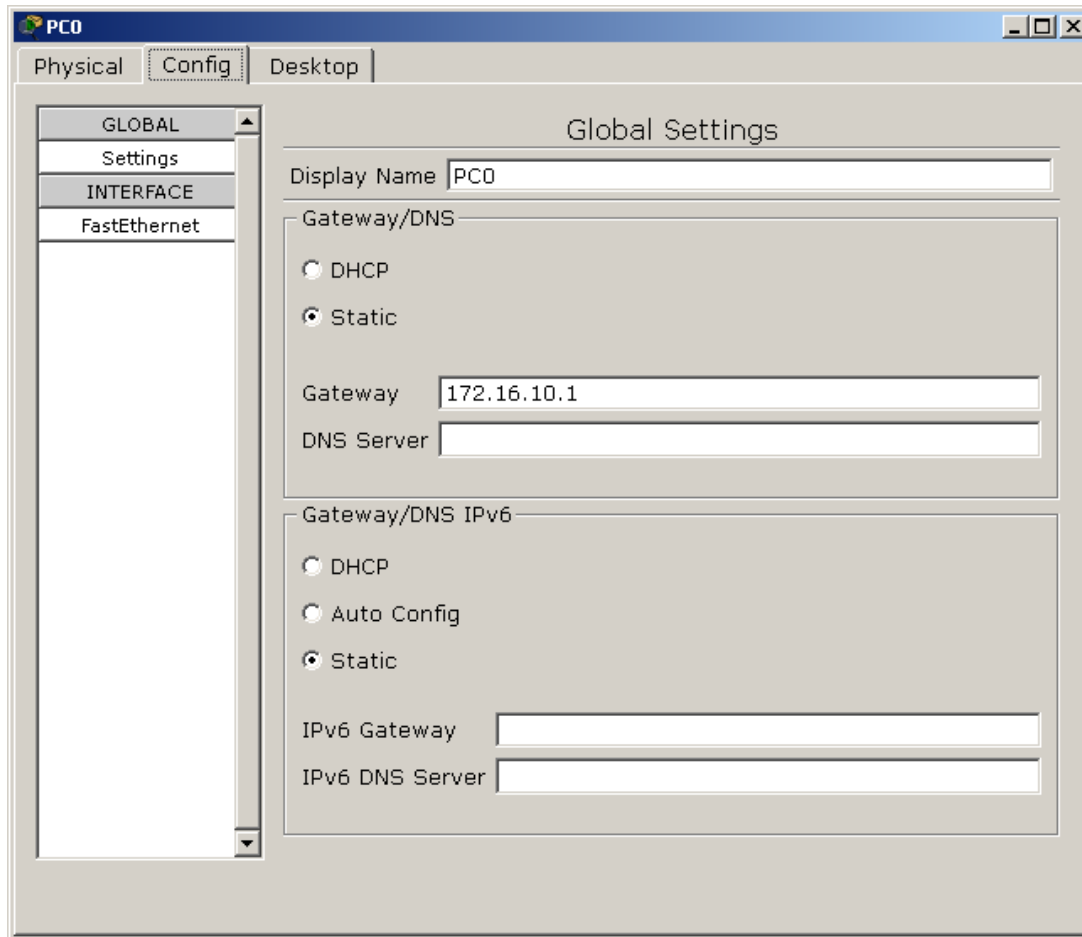 PC0
Physical Config Desktop
GLOBAL
Settings
INTERFACE
FastEthernet
Global Settings
Display Name PC0
Gateway/DNS
DHCP
Static
Gateway 172.16.10.1
DNS Server
Gateway/DNS IPv6
DHCP
Auto Config
Static
IPv6 Gateway
IPv6 DNS Server